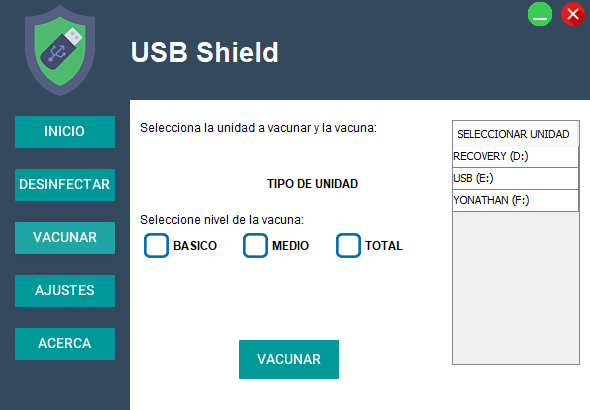 USB Shield
INICIO
DESINFECTAR
VACUNAR
AJUSTES
ACERCA
Selecciona la unidad a vacunar y la vacuna:
TIPO DE UNIDAD
Seleccione nivel de la vacuna:
BASICO MEDIO TOTAL
VACUNAR
SELECCIONAR UNIDAD
RECOVERY (D:)
USB (E:)
YONATHAN (F:)